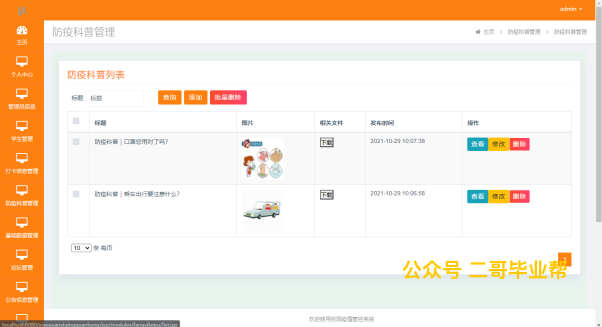 admin
防疫科普管理
主页 > 防疫科普管理 > 防疫科普管理
主页
个人中心
管理员信息
学生管理
打卡信息管理
防疫科普管理
基础数据管理
论坛管理
公告信息管理
防疫科普列表
标题 标题 查询 添加 批量删除
标题 图片 相关文件 发布时间 操作
防疫科普 | 口罩您用对了吗? 下载 2021-10-29 10:07:38 查看 修改 删除
防疫科普 | 乘车出行要注意什么? 下载 2021-10-29 10:06:58 查看 修改 删除
10 条 每页
1
公众号 二哥毕业帮
欢迎使用校园疫情管控系统